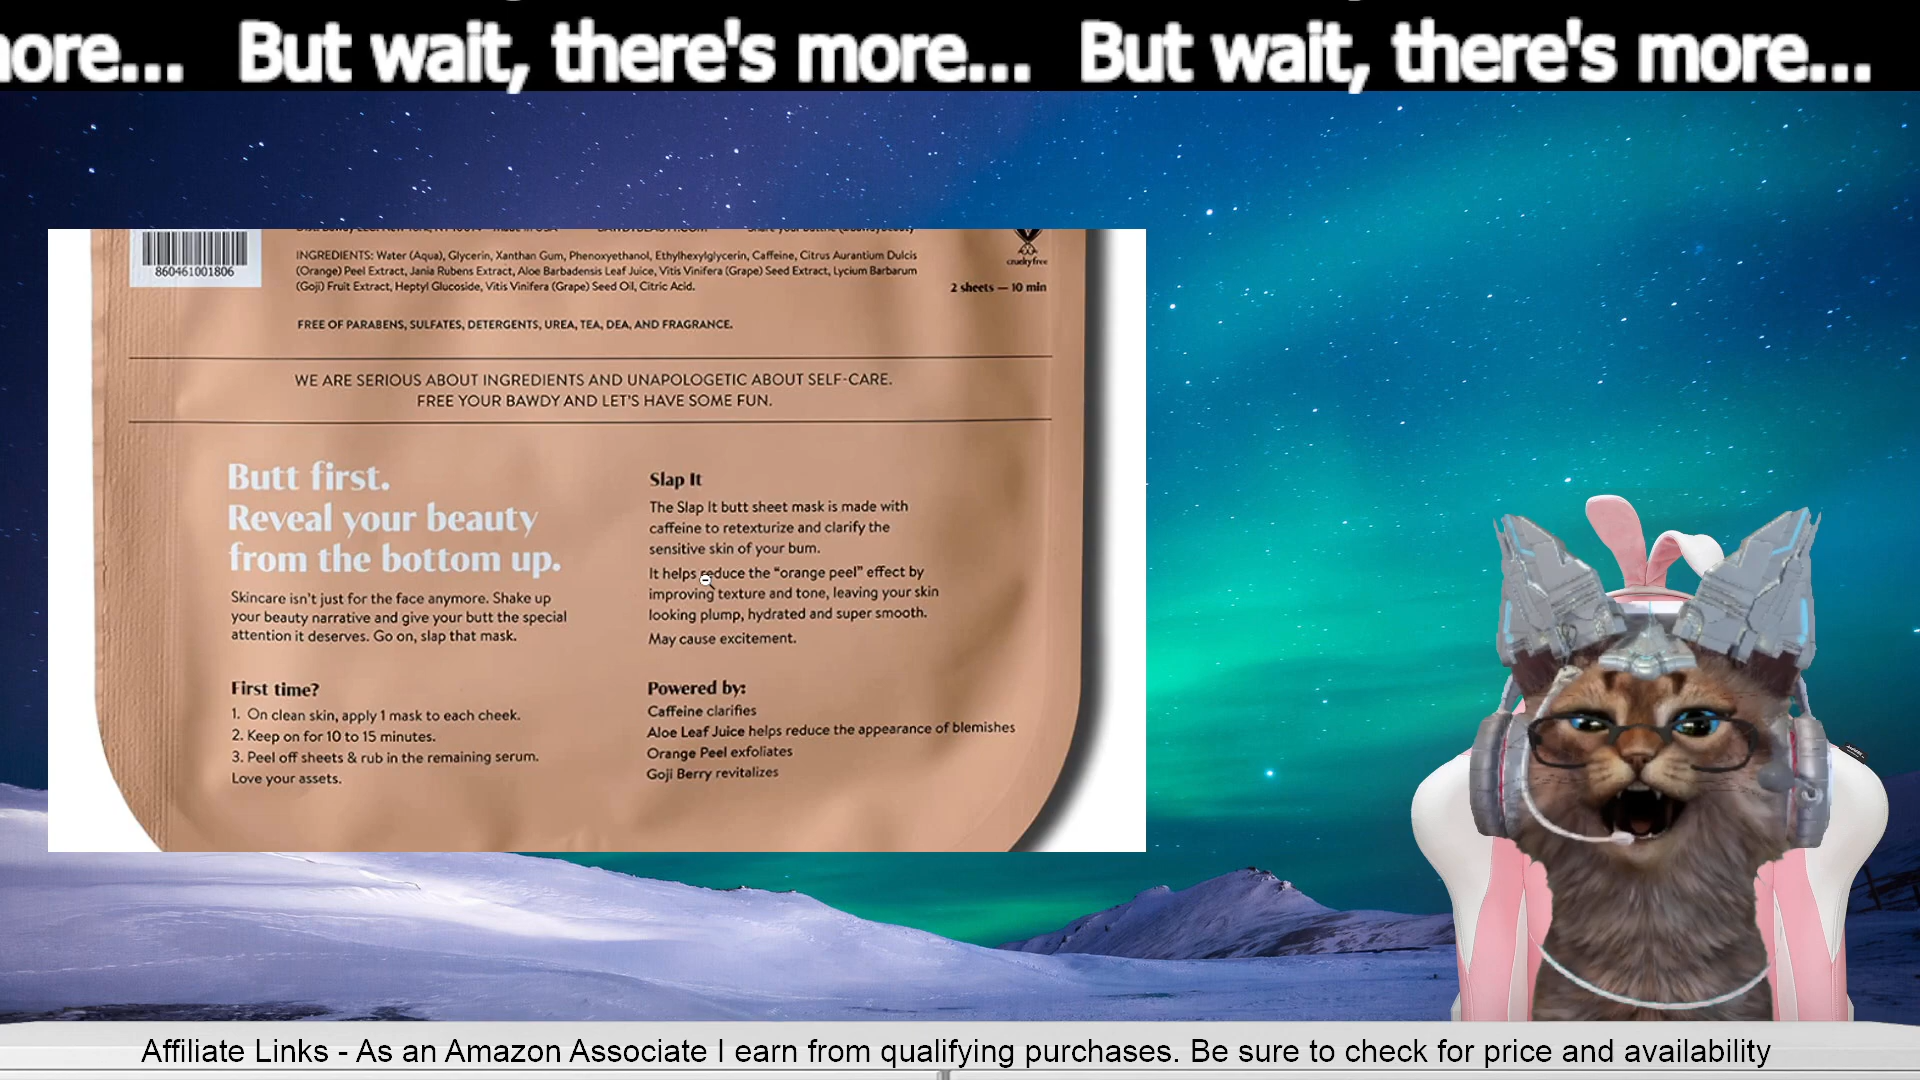 more... But wait, there's more... But wait, there's more...
860461001806
INGREDIENTS: Water (Aqua), Glycerin, Xanthan Gum, Phenoxyethanol, Ethylhexylglycerin, Caffeine, Citrus Aurantium Dulcis
(Orange) Peel Extract, Jania Rubens Extract, Aloe Barbadensis Leaf Juice, Vitis Vinifera (Grape) Seed Extract, Lycium Barbarum
(Goji) Fruit Extract, Heptyl Glucoside, Vitis Vinifera (Grape) Seed Oil, Citric Acid.
crueltyfree
2 sheets — 10 min
FREE OF PARABENS, SULFATES, DETERGENTS, UREA, TEA, DEA, AND FRAGRANCE.
WE ARE SERIOUS ABOUT INGREDIENTS AND UNAPOLOGETIC ABOUT SELF-CARE.
FREE YOUR BAWDY AND LET'S HAVE SOME FUN.
Butt first.
Reveal your beauty
from the bottom up.
Skincare isn't just for the face anymore. Shake up
your beauty narrative and give your butt the special
attention it deserves. Go on, slap that mask.
First time?
1. On clean skin, apply 1 mask to each cheek.
2. Keep on for 10 to 15 minutes.
3. Peel off sheets & rub in the remaining serum.
Love your assets.
Slap It
The Slap It butt sheet mask is made with
caffeine to retexturize and clarify the
sensitive skin of your bum.
It helps reduce the “orange peel” effect by
improving texture and tone, leaving your skin
looking plump, hydrated and super smooth.
May cause excitement.
Powered by:
Caffeine clarifies
Aloe Leaf Juice helps reduce the appearance of blemishes
Orange Peel exfoliates
Goji Berry revitalizes
Affiliate Links - As an Amazon Associate I earn from qualifying purchases. Be sure to check for price and availability